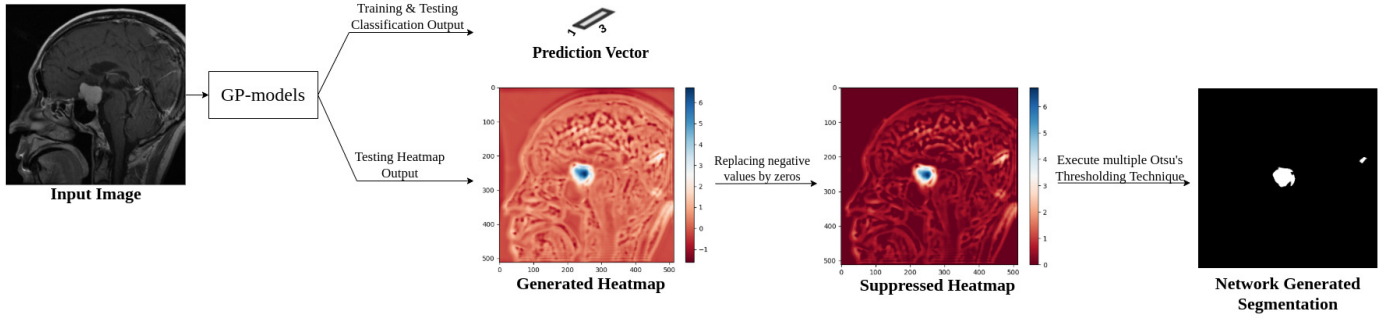 Training & Testing
Classification Output
1
3
Prediction Vector
GP-models
Input Image
Testing Heatmap
Output
0
100
200
300
400
500
0
200
400
6
5
4
3
2
1
0
−1
Generated Heatmap
Replacing negative
values by zeros
0
100
200
300
400
500
0
100
200
300
400
500
6
5
4
3
2
1
0
Suppressed Heatmap
Execute multiple Otsu's
Thresholding Technique
Network Generated
Segmentation